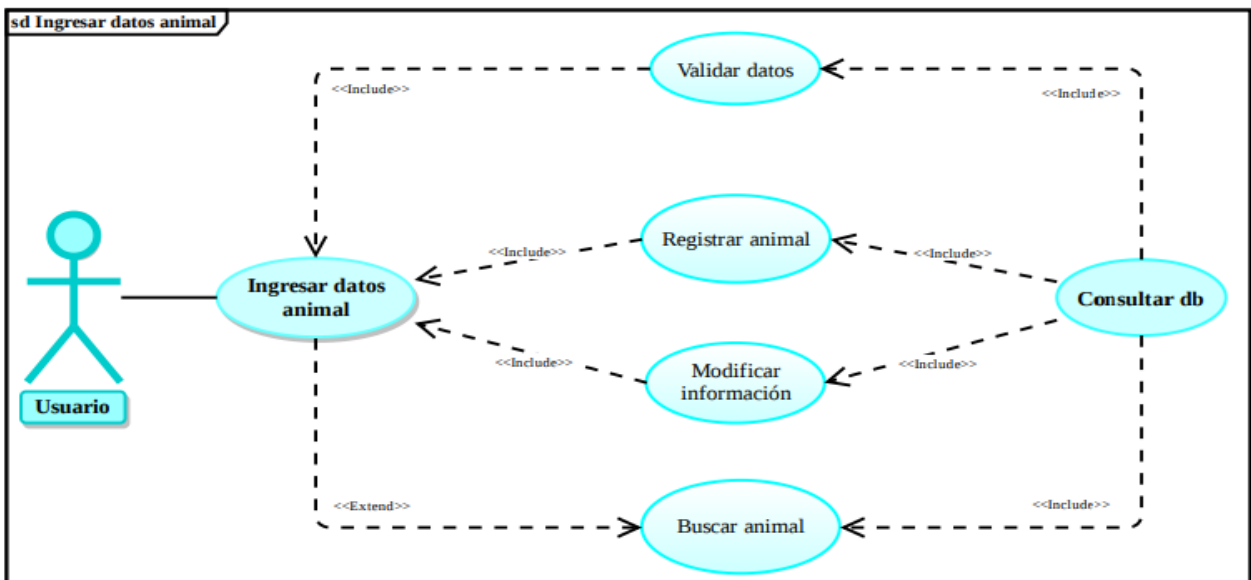 sd Ingresar datos animal
Validar datos
<<Include>>
<<Include>>
Registrar animal
<<Include>>
<<Include>>
Ingresar datos
animal
Consultar db
Modificar
información
<<Include>>
<<Include>>
Usuario
<<Extend>>
<<Include>>
Buscar animal